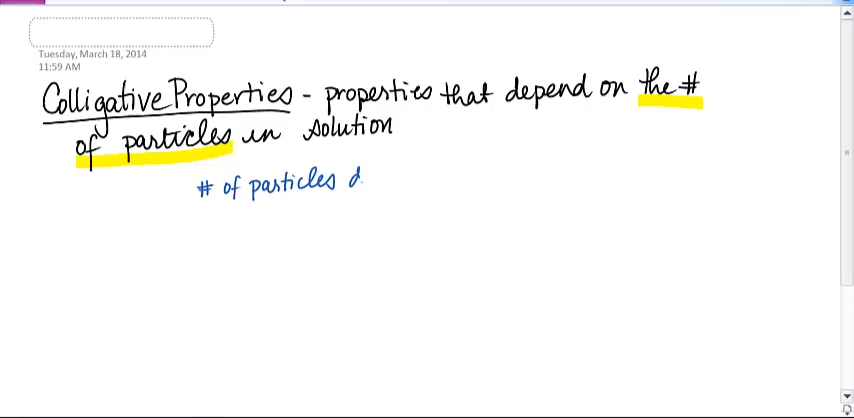 Tuesday, March 18, 2014
11:59 AM
Colligative Properties - properties that depend on the #
of particles in solution
# of particles d